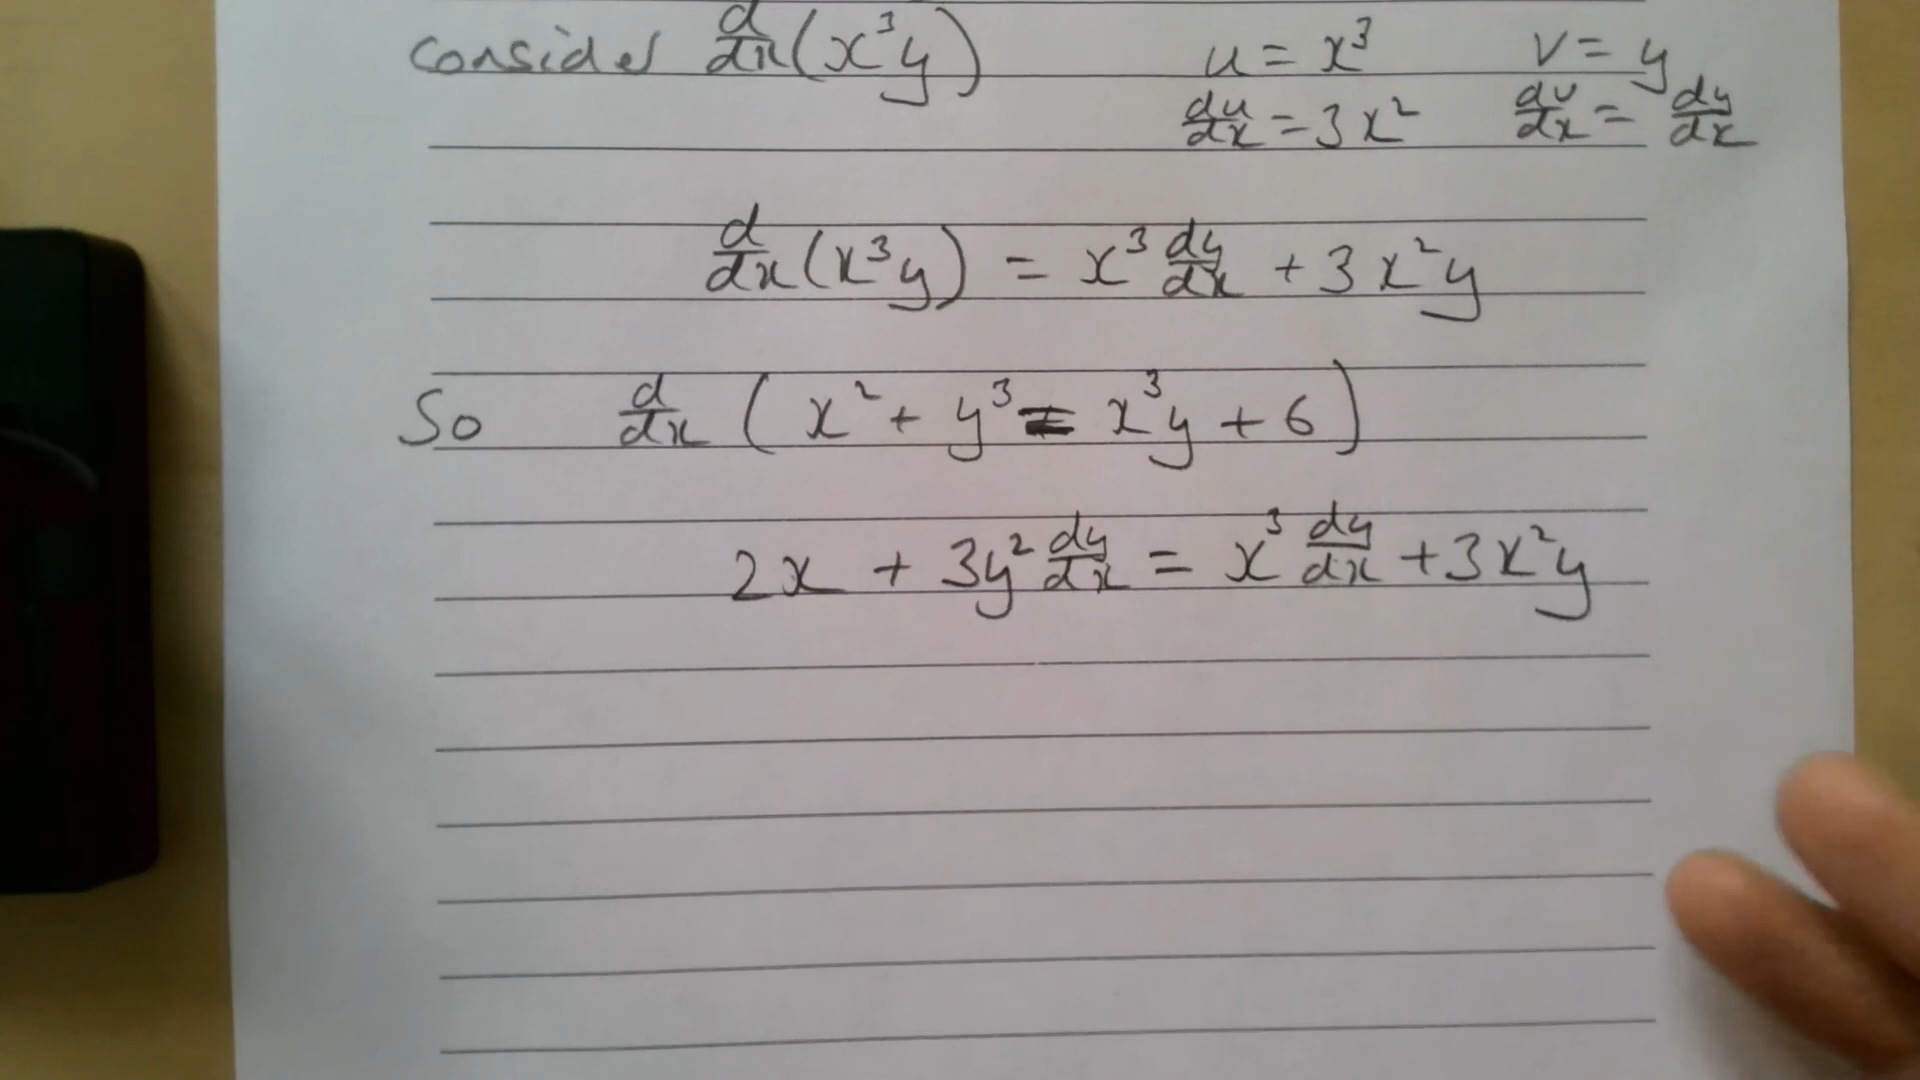 consider d/dx(x³y) u = x³ v = y
du/dx = 3x² dv/dx = dy/dx
d/dx(x³y) = x³ dy/dx + 3x²y
So d/dx ( x² + y³ = x³y + 6 )
2x + 3y² dy/dx = x³ dy/dx + 3x²y